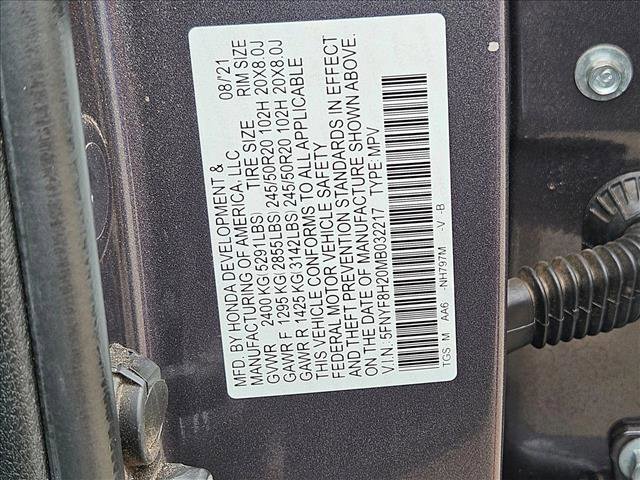 MFD. BY HONDA DEVELOPMENT & 08/'21
MANUFACTURING OF AMERICA, LLC. TIRE SIZE RIM SIZE
GVWR 2400 KG(5291LBS) 245/50R20 102H 20X8.0J
GAWR F 1295 KG(2855LBS) 245/50R20 102H 20X8.0J
GAWR R 1425 KG(3142LBS)
THIS VEHICLE CONFORMS TO ALL APPLICABLE
FEDERAL MOTOR VEHICLE SAFETY
AND THEFT PREVENTION STANDARDS IN EFFECT
ON THE DATE OF MANUFACTURE SHOWN ABOVE.
V.I.N: 5FNYF8H20MB032217 TYPE: MPV
TGS M AA6 -NH797M -V -B